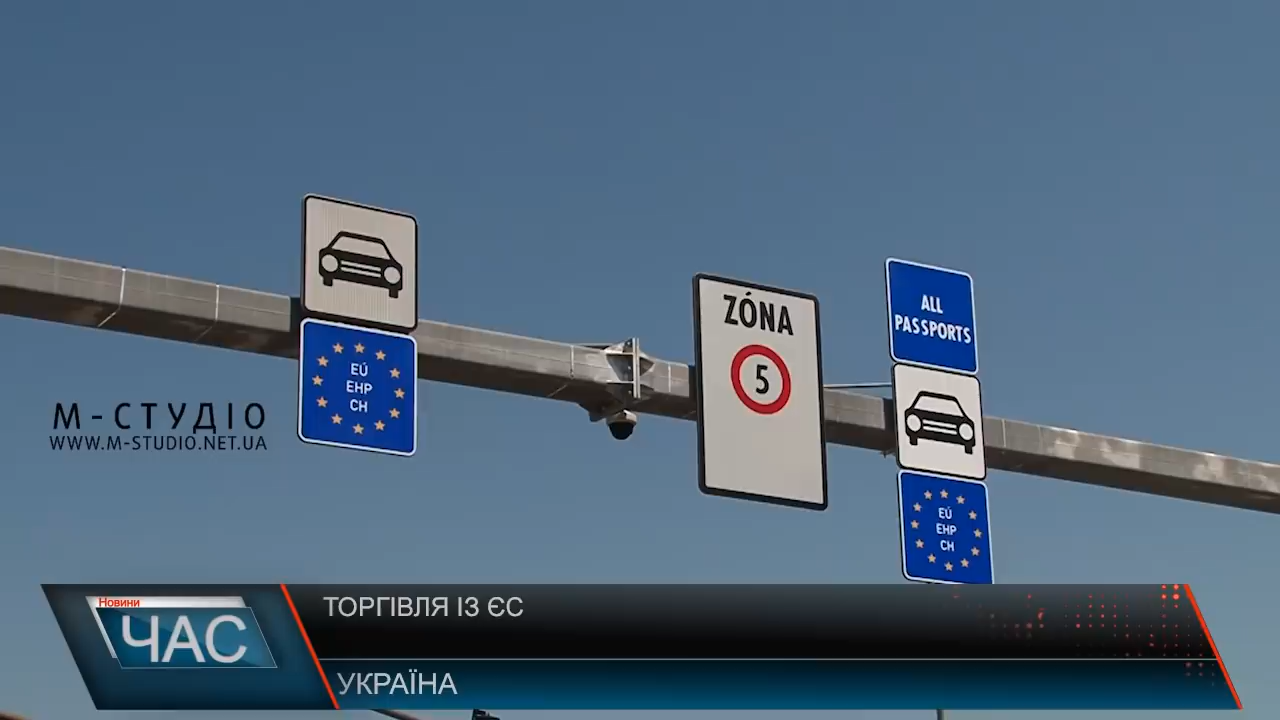 ALL
PASSPORTS
ZÓNA
5
EÚ
EHP
CH
EÚ
EHP
CH
М-СТУДІО
WWW.M-STUDIO.NET.UA
Новини
ЧАС
ТОРГІВЛЯ ІЗ ЄС
УКРАЇНА